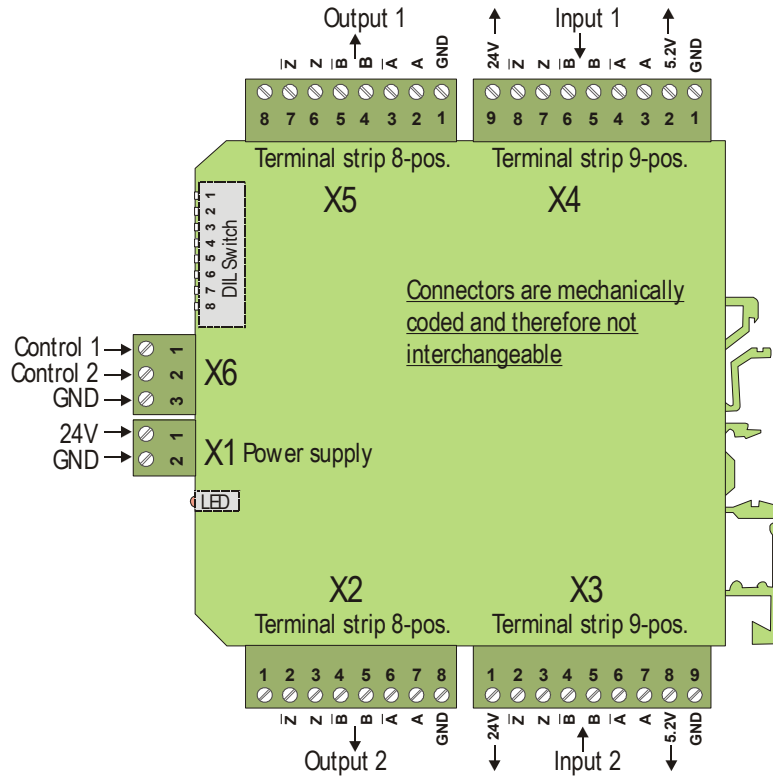 Output 1
Input 1
Z̅ Z B̅ B A̅ A GND
24V Z̅ Z B̅ B A̅ A 5.2V GND
8 7 6 5 4 3 2 1
9 8 7 6 5 4 3 2 1
Terminal strip 8-pos.
Terminal strip 9-pos.
X5
X4
1 2 3 4 5 6 7 8
DIL Switch
Connectors are mechanically
coded and therefore not
interchangeable
Control 1 1
Control 2 2
GND 3
X6
24V 1
GND 2
X1 Power supply
LED
X2
X3
Terminal strip 8-pos.
Terminal strip 9-pos.
1 2 3 4 5 6 7 8
1 2 3 4 5 6 7 8 9
Z̅ Z B̅ B A̅ A GND
24V Z̅ Z B̅ B A̅ A 5.2V GND
Output 2
Input 2